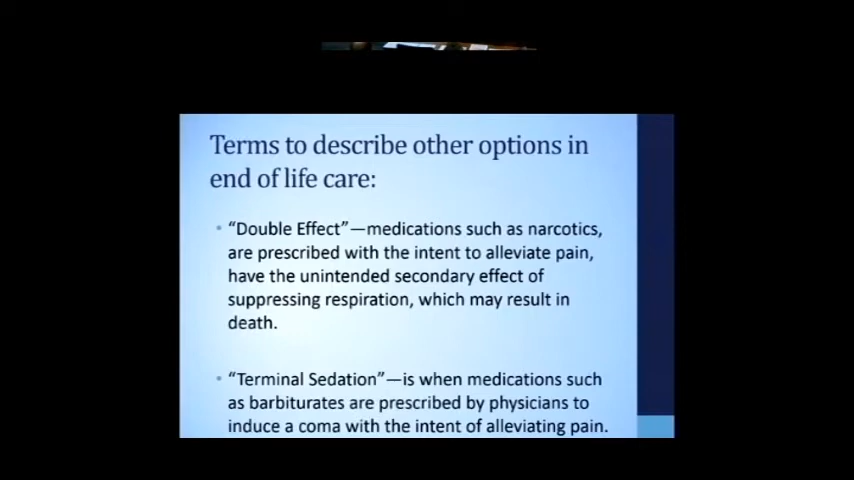 Terms to describe other options in
end of life care:
• “Double Effect”—medications such as narcotics,
are prescribed with the intent to alleviate pain,
have the unintended secondary effect of
suppressing respiration, which may result in
death.
• “Terminal Sedation”—is when medications such
as barbiturates are prescribed by physicians to
induce a coma with the intent of alleviating pain.